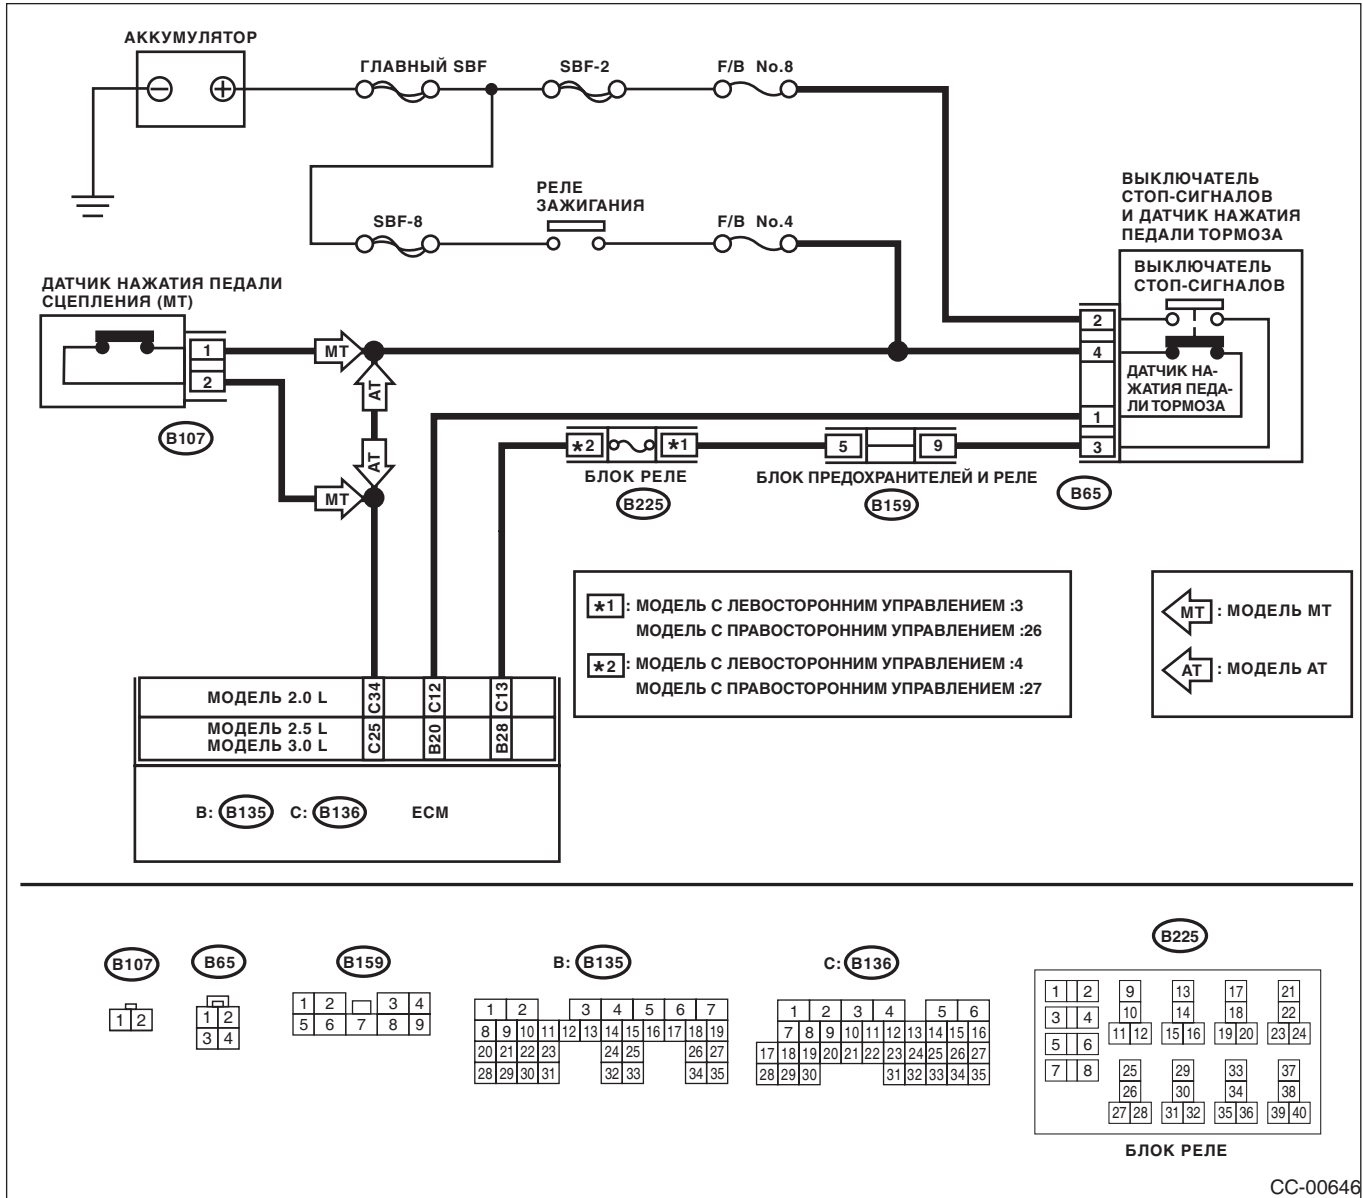 АККУМУЛЯТОР
ГЛАВНЫЙ SBF
SBF-2
F/B No.8
SBF-8
РЕЛЕ
ЗАЖИГАНИЯ
F/B No.4
ВЫКЛЮЧАТЕЛЬ
СТОП-СИГНАЛОВ
И ДАТЧИК НАЖАТИЯ
ПЕДАЛИ ТОРМОЗА
ВЫКЛЮЧАТЕЛЬ
СТОП-СИГНАЛОВ
ДАТЧИК НА-
ЖАТИЯ ПЕДА-
ЛИ ТОРМОЗА
2
4
1
3
B65
ДАТЧИК НАЖАТИЯ ПЕДАЛИ
СЦЕПЛЕНИЯ (МТ)
1
2
B107
MT
AT
AT
MT
*2 *1
БЛОК РЕЛЕ
B225
5 9
БЛОК ПРЕДОХРАНИТЕЛЕЙ И РЕЛЕ
B159
*1 : МОДЕЛЬ С ЛЕВОСТОРОННИМ УПРАВЛЕНИЕМ :3
МОДЕЛЬ С ПРАВОСТОРОННИМ УПРАВЛЕНИЕМ :26
*2 : МОДЕЛЬ С ЛЕВОСТОРОННИМ УПРАВЛЕНИЕМ :4
МОДЕЛЬ С ПРАВОСТОРОННИМ УПРАВЛЕНИЕМ :27
MT : МОДЕЛЬ МТ
AT : МОДЕЛЬ АТ
МОДЕЛЬ 2.0 L C34 C12 C13
МОДЕЛЬ 2.5 L
МОДЕЛЬ 3.0 L C25 B20 B28
B: B135 C: B136 ECM
B107
1 2
B65
1 2
3 4
B159
1 2 3 4
5 6 7 8 9
B: B135
1 2 3 4 5 6 7
8 9 10 11 12 13 14 15 16 17 18 19
20 21 22 23 24 25 26 27
28 29 30 31 32 33 34 35
C: B136
1 2 3 4 5 6
7 8 9 10 11 12 13 14 15 16
17 18 19 20 21 22 23 24 25 26 27
28 29 30 31 32 33 34 35
B225
1 2 9 13 17 21
3 4 10 14 18 22
11 12 15 16 19 20 23 24
5 6
7 8 25 29 33 37
26 30 34 38
27 28 31 32 35 36 39 40
БЛОК РЕЛЕ
CC-00646